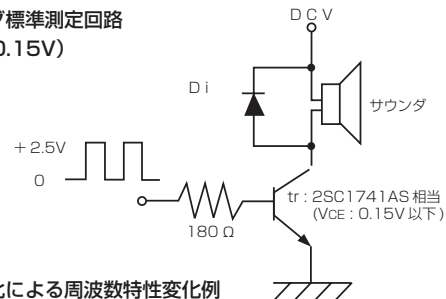 標準測定回路
0.15V）
DCV
Di
サウンダ
+2.5V
0
tr : 2SC1741AS 相当
(VCE : 0.15V 以下)
180 Ω
による周波数特性変化例